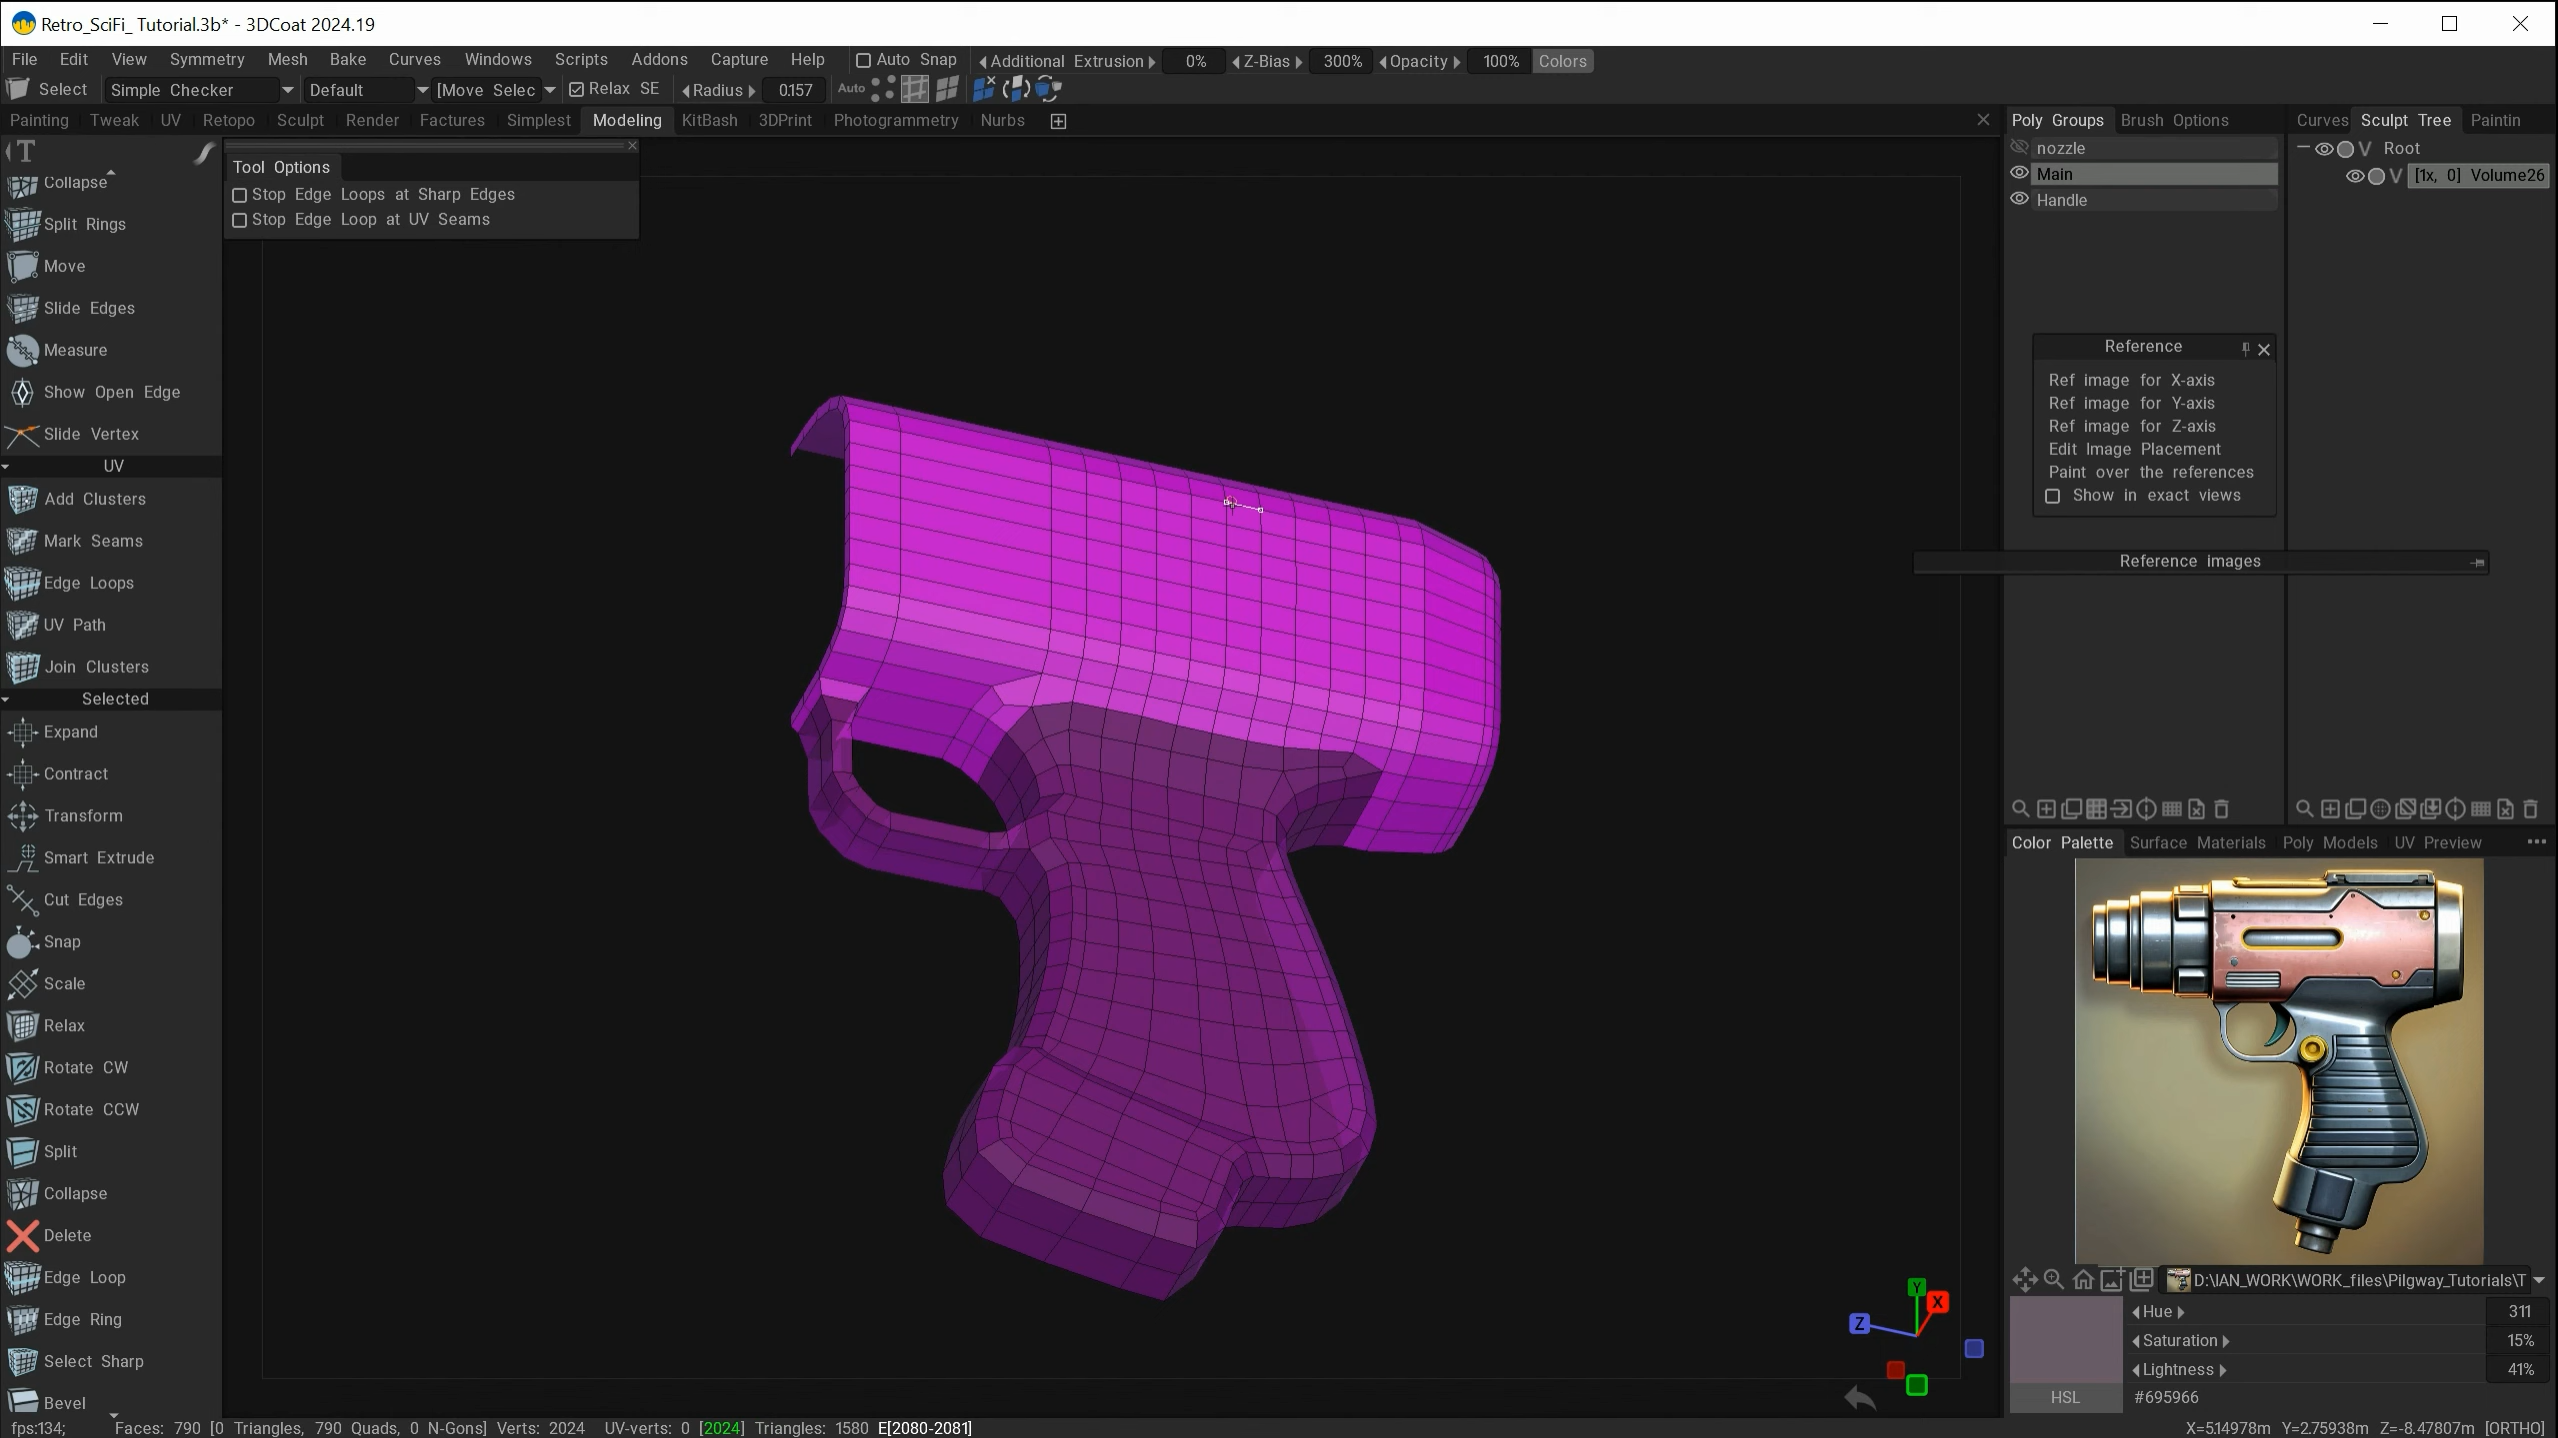 Retro_SciFi_ Tutorial.3b* - 3DCoat 2024.19
File Edit View Symmetry Mesh Bake Curves Windows Scripts Addons Capture Help Auto Snap Additional Extrusion 0% Z-Bias 300% Opacity 100% Colors
Select Simple Checker Default [Move Selec Relax SE Radius 0.157 Auto
Painting Tweak UV Retopo Sculpt Render Factures Simplest Modeling KitBash 3DPrint Photogrammetry Nurbs
Poly Groups Brush Options
Curves Sculpt Tree Paintin
T
Collapse
Split Rings
Move
Slide Edges
Measure
Show Open Edge
Slide Vertex
UV
Add Clusters
Mark Seams
Edge Loops
UV Path
Join Clusters
Selected
Expand
Contract
Transform
Smart Extrude
Cut Edges
Snap
Scale
Relax
Rotate CW
Rotate CCW
Split
Collapse
Delete
Edge Loop
Edge Ring
Select Sharp
Bevel
Tool Options
Stop Edge Loops at Sharp Edges
Stop Edge Loop at UV Seams
nozzle
Main
Handle
V Root
V [1x, 0] Volume26
Reference
Ref image for X-axis
Ref image for Y-axis
Ref image for Z-axis
Edit Image Placement
Paint over the references
Show in exact views
Reference images
Color Palette Surface Materials Poly Models UV Preview
D:\IAN_WORK\WORK_files\Pilgway_Tutorials\T
Hue 311
Saturation 15%
Lightness 41%
HSL #695966
Y
X
Z
fps:134; Faces: 790 [0 Triangles, 790 Quads, 0 N-Gons] Verts: 2024 UV-verts: 0 [2024] Triangles: 1580 E[2080-2081]
X=5.14978m Y=2.75938m Z=-8.47807m [ORTHO]